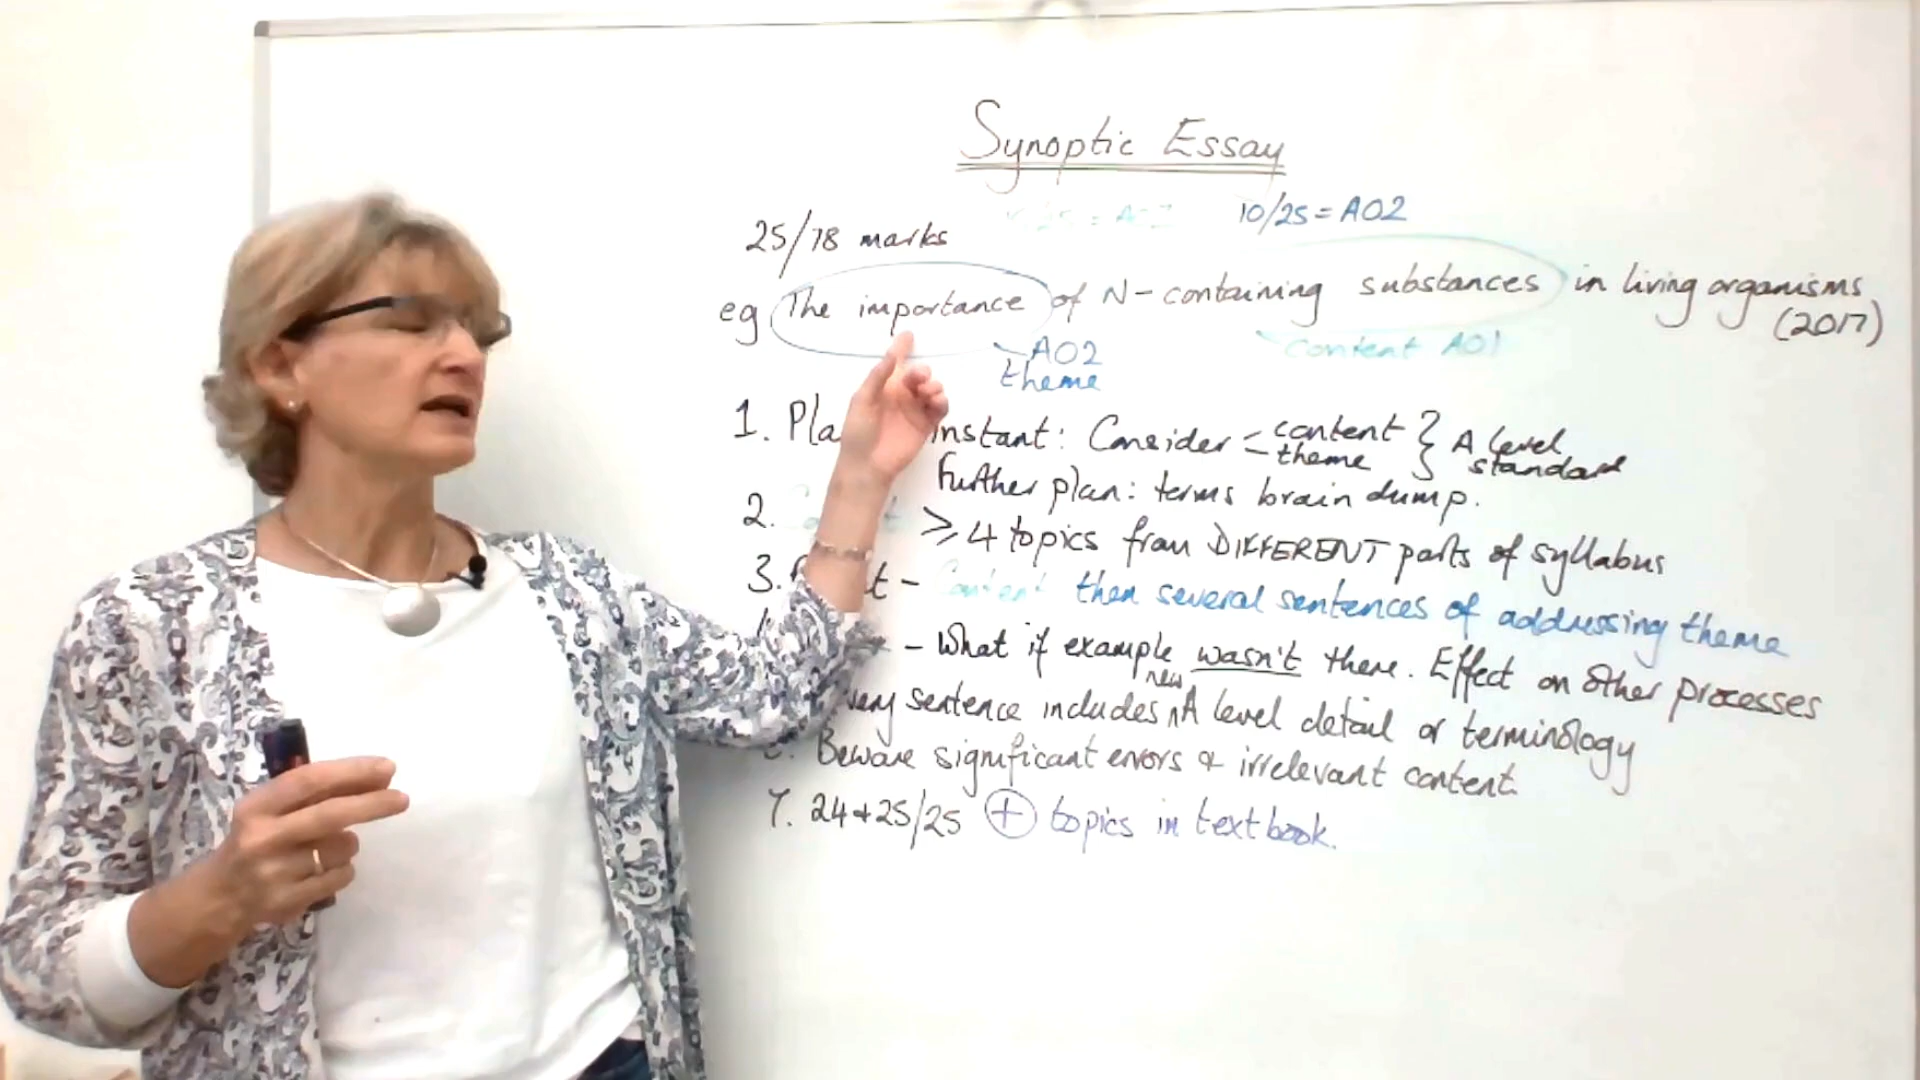 Synoptic Essay
25/78 marks 10/25 = AO2
eg The importance of N-containing substances in living organisms
(2017)
AO2 content AO1
theme
1. Pla instant: Consider < content } A level
theme standard
Further plan: terms brain dump.
2. ≥ 4 topics from DIFFERENT parts of syllabus
3. t - Content then several sentences of addressing theme
- What if example wasn't there. Effect on other processes
very sentence includes new A level detail or terminology
Beware significant errors & irrelevant content
7. 24+25/25 + topics in textbook.